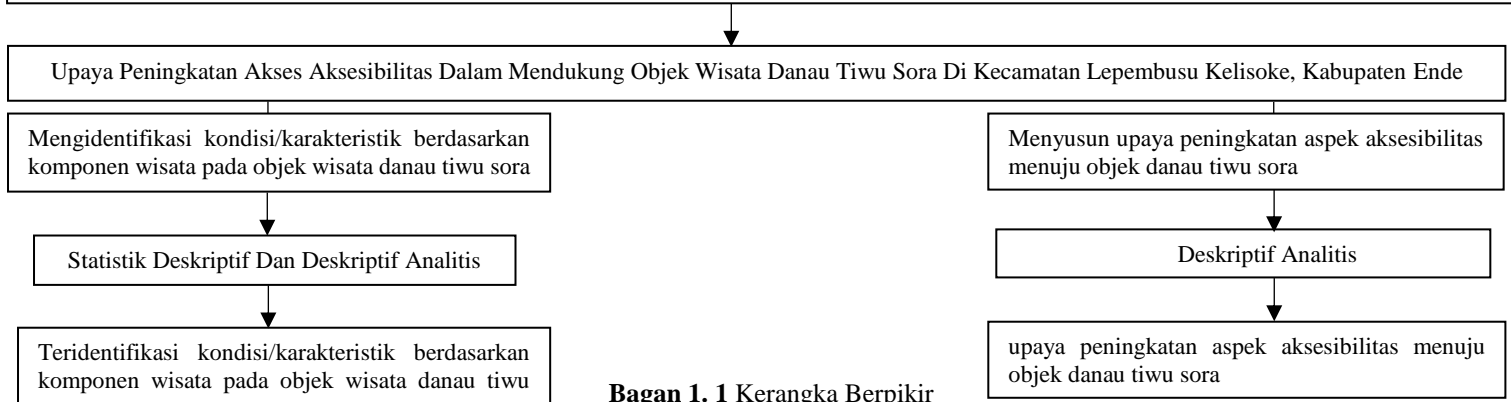 Upaya Peningkatan Akses Aksesibilitas Dalam Mendukung Objek Wisata Danau Tiwu Sora Di Kecamatan Lepembusu Kelisoke, Kabupaten Ende
Mengidentifikasi kondisi/karakteristik berdasarkan
komponen wisata pada objek wisata danau tiwu sora
Menyusun upaya peningkatan aspek aksesibilitas
menuju objek danau tiwu sora
Statistik Deskriptif Dan Deskriptif Analitis
Deskriptif Analitis
Teridentifikasi kondisi/karakteristik berdasarkan
komponen wisata pada objek wisata danau tiwu
upaya peningkatan aspek aksesibilitas menuju
objek danau tiwu sora
Bagan 1. 1 Kerangka Berpikir